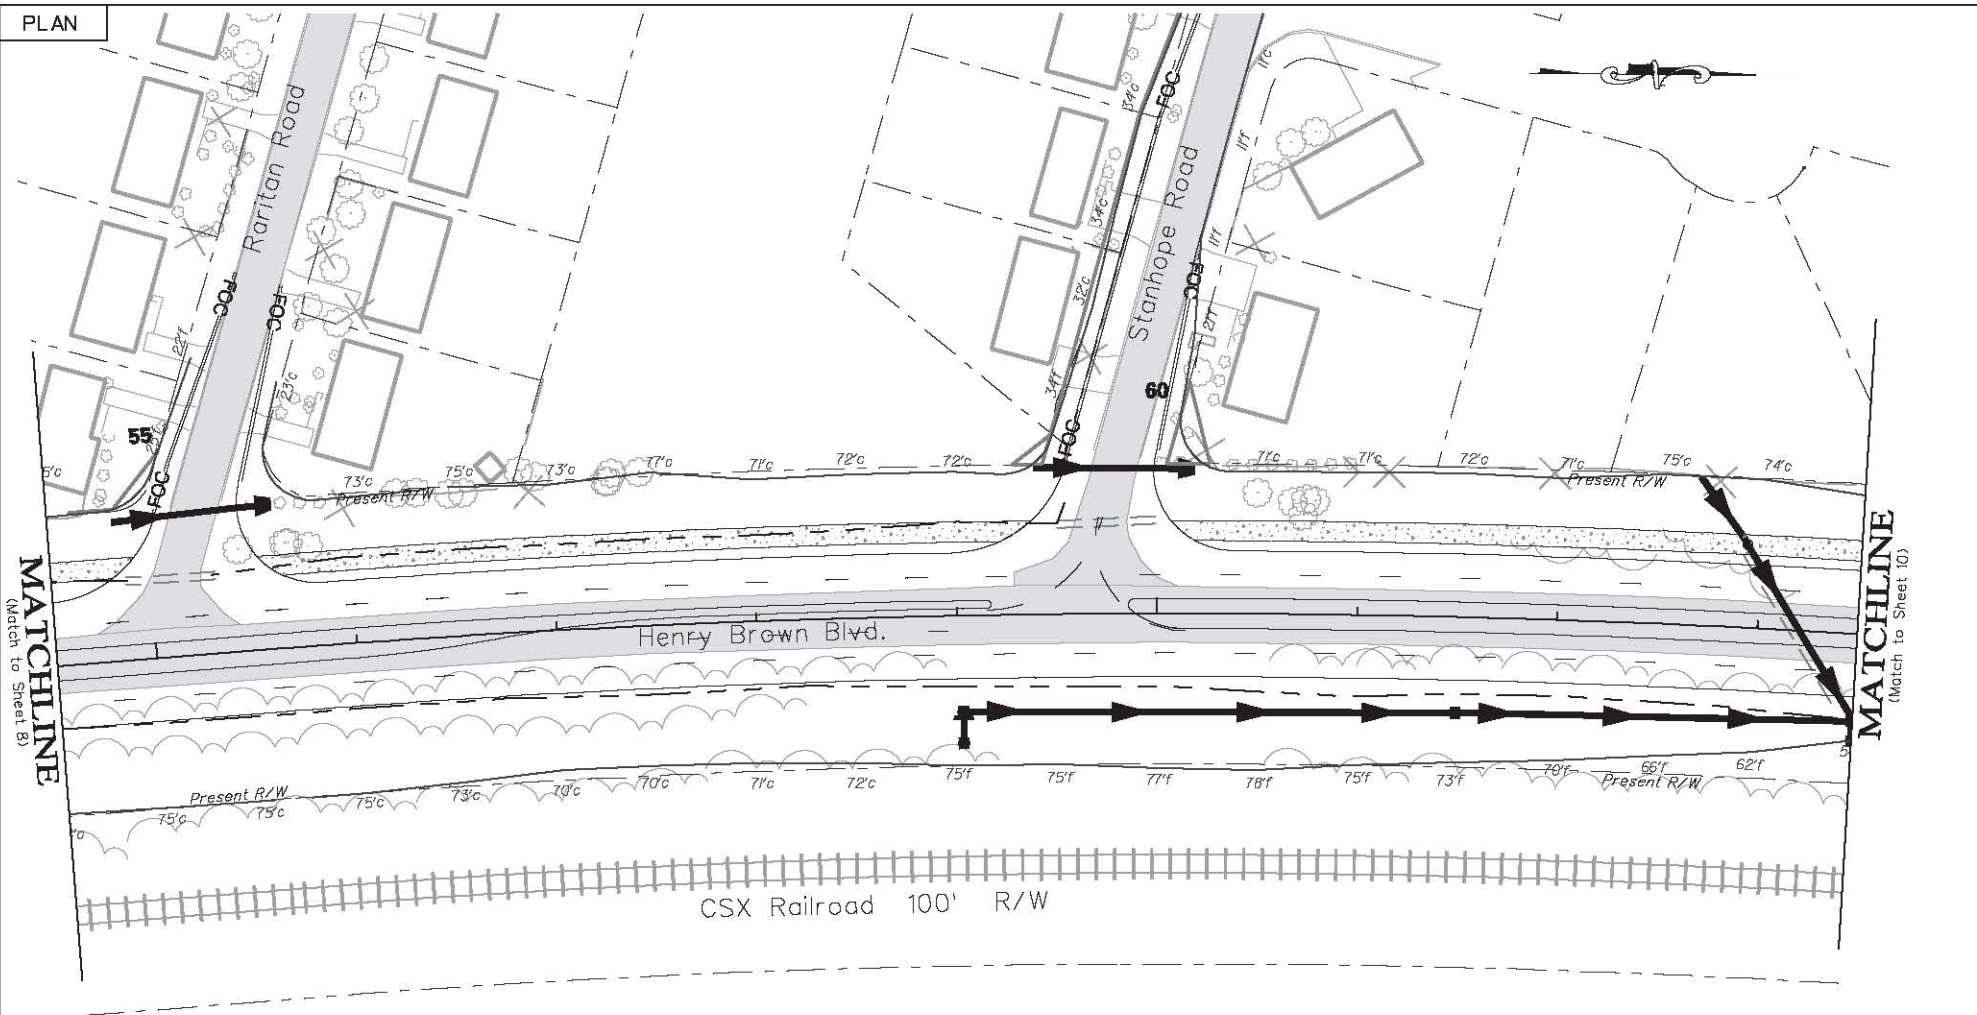 PLAN
Raritan Road
Stanhope Road
34'c
FOC
11'c
11'f
34'c
11'f
32'c
FOC
FOC
FOC
21'f
22'f
23'c
34'f
60
55
FOC
FOC
73'c
75'c
73'c
77'c
71'c
72'c
72'c
71'c
71'c
72'c
71'c
75'c
74'c
Present R/W
Present R/W
Henry Brown Blvd.
MATCHLINE
(Match to Sheet 8)
MATCHLINE
(Match to Sheet 10)
Present R/W
75'c
75'c
75'c
73'c
70'c
70'c
71'c
72'c
75'f
75'f
77'f
78'f
75'f
73'f
70'f
66'f
62'f
Present R/W
CSX Railroad 100' R/W